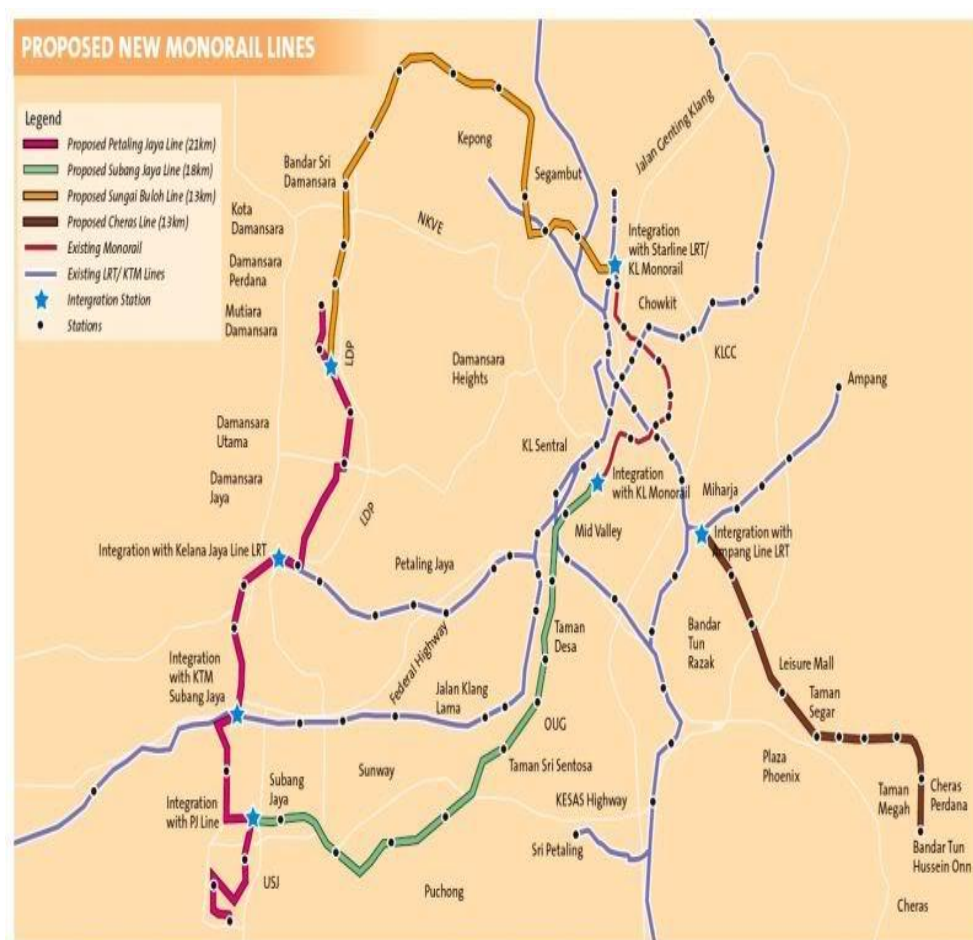 PROPOSED NEW MONORAIL LINES
Legend
Proposed Petaling Jaya Line (21km)
Proposed Subang Jaya Line (18km)
Proposed Sungai Buloh Line (13km)
Proposed Cheras Line (13km)
Existing Monorail
Existing LRT/ KTM Lines
Intergration Station
Stations
Jalan Genting Klang
Kepong
Bandar Sri
Damansara
Segambut
Kota
Damansara
NKVE
Integration
with Starline LRT/
KL Monorail
Damansara
Perdana
Chowkit
Mutiara
Damansara
LDP
KLCC
Damansara
Heights
Ampang
Damansara
Utama
KL Sentral
Damansara
Jaya
Integration
with KL Monorail
Miharja
LDP
Mid Valley
Intergration with
Ampang Line LRT
Integration with Kelana Jaya Line LRT
Petaling Jaya
Taman
Desa
Bandar
Tun
Razak
Federal Highway
Integration
with KTM
Subang Jaya
Leisure Mall
Jalan Klang
Lama
Taman
Segar
OUG
Plaza
Phoenix
Taman Sri Sentosa
Sunway
Subang
Jaya
KESAS Highway
Taman
Megah
Cheras
Perdana
Integration
with PJ Line
Sri Petaling
Bandar Tun
Hussein Onn
USJ
Puchong
Cheras